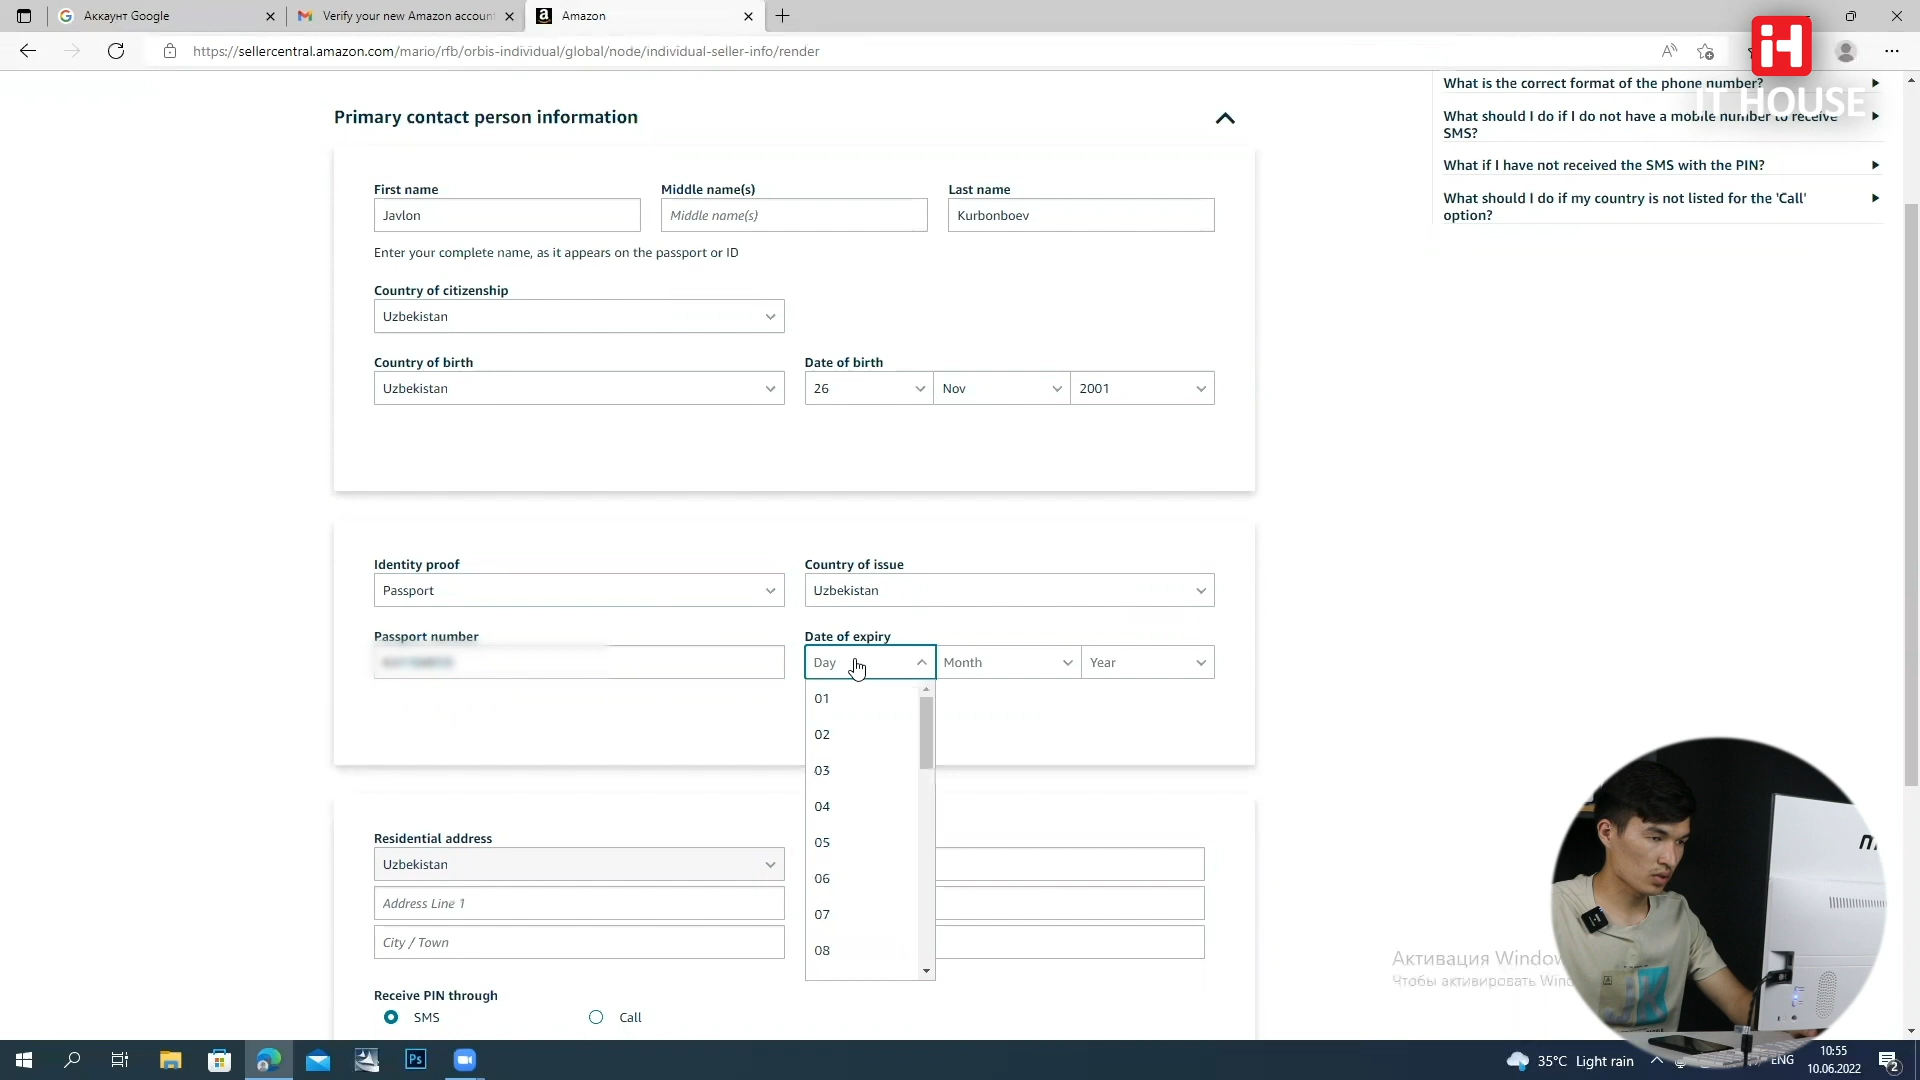 Аккаунт Google
Verify your new Amazon accoun
Amazon
https://sellercentral.amazon.com/mario/rfb/orbis-individual/global/node/individual-seller-info/render
IT HOUSE
What is the correct format of the phone number?
What should I do if I do not have a mobile number to receive
SMS?
What if I have not received the SMS with the PIN?
What should I do if my country is not listed for the 'Call'
option?
Primary contact person information
First name
Middle name(s)
Last name
Javlon
Middle name(s)
Kurbonboev
Enter your complete name, as it appears on the passport or ID
Country of citizenship
Uzbekistan
Country of birth
Date of birth
Uzbekistan
26
Nov
2001
Identity proof
Country of issue
Passport
Uzbekistan
Passport number
Date of expiry
Day
Month
Year
01
02
03
04
05
06
07
08
Residential address
Uzbekistan
Address Line 1
City / Town
Receive PIN through
SMS
Call
Активация Window
Чтобы активировать Wind
Ps
35°C Light rain
ENG
10:55
10.06.2022
2